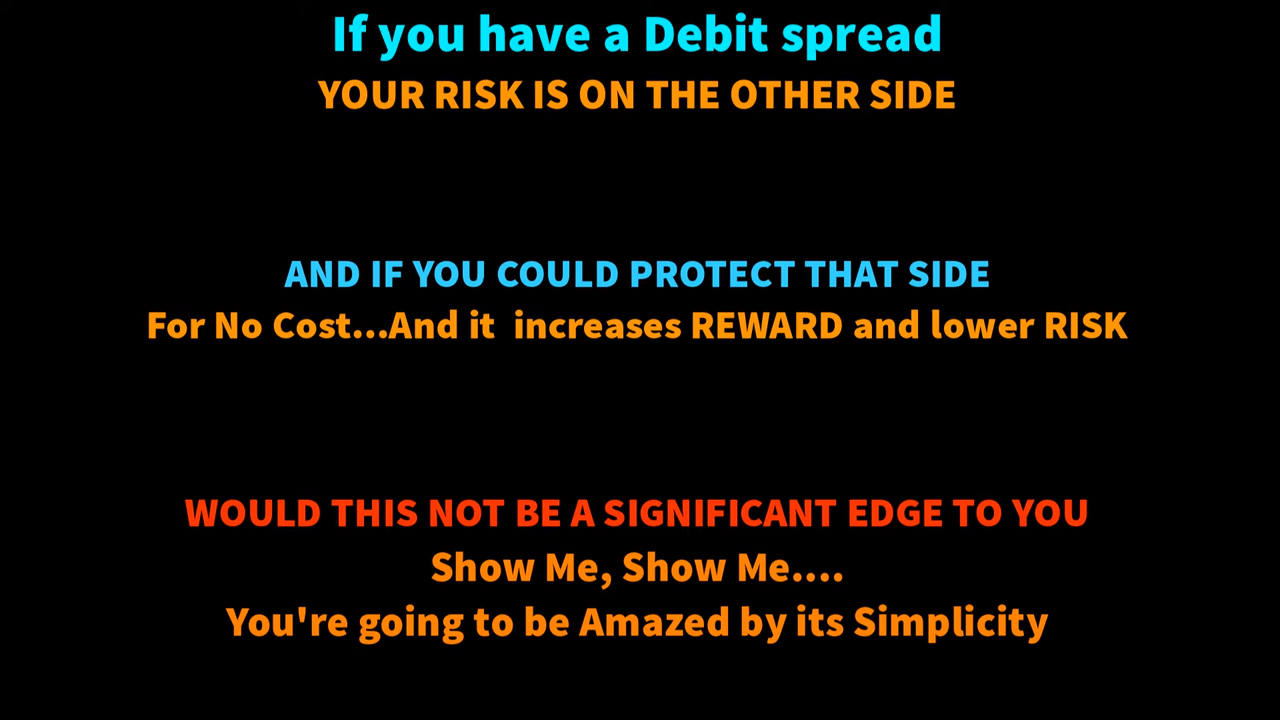 If you have a Debit spread
YOUR RISK IS ON THE OTHER SIDE
AND IF YOU COULD PROTECT THAT SIDE
For No Cost...And it  increases REWARD and lower RISK
WOULD THIS NOT BE A SIGNIFICANT EDGE TO YOU
Show Me, Show Me....
You're going to be Amazed by its Simplicity